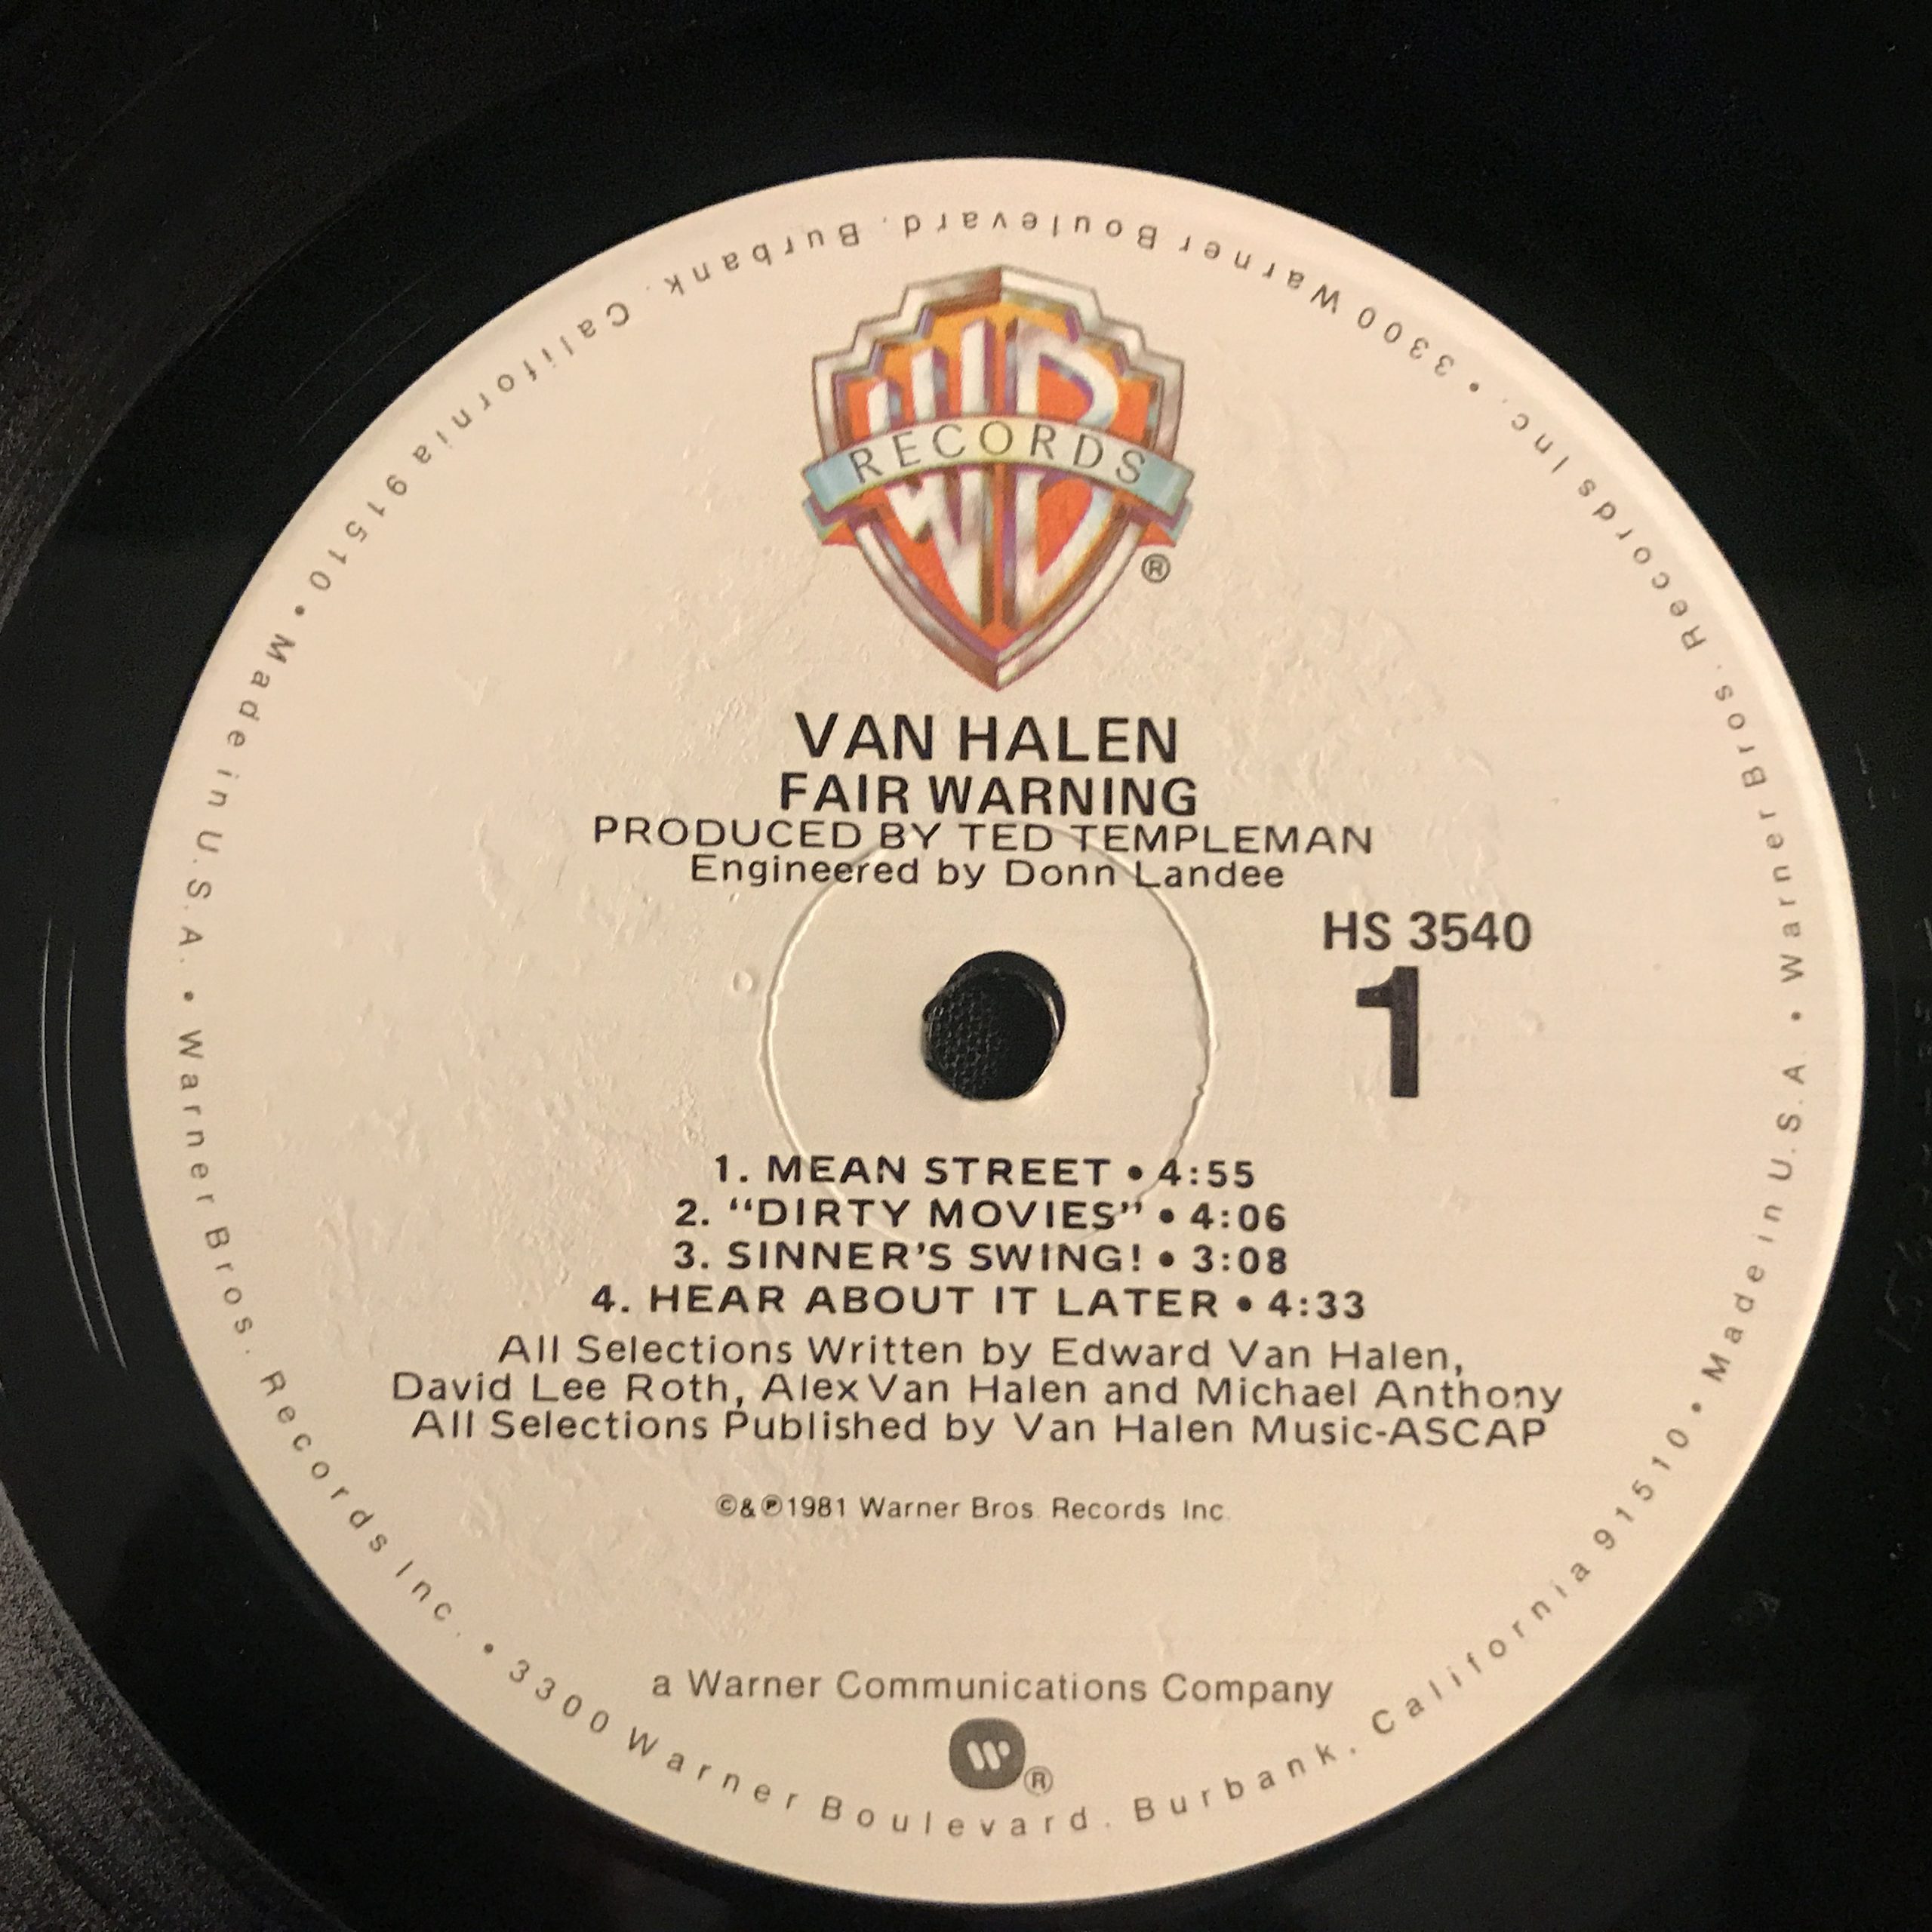 WB
RECORDS
®
VAN HALEN
FAIR WARNING
PRODUCED BY TED TEMPLEMAN
Engineered by Donn Landee
HS 3540
1
1. MEAN STREET • 4:55
2. “DIRTY MOVIES” • 4:06
3. SINNER’S SWING! • 3:08
4. HEAR ABOUT IT LATER • 4:33
All Selections Written by Edward Van Halen,
David Lee Roth, Alex Van Halen and Michael Anthony
All Selections Published by Van Halen Music-ASCAP
©&℗1981 Warner Bros. Records Inc.
a Warner Communications Company
W®
Warner Bros. Records Inc. • 3300 Warner Boulevard. Burbank. California 91510 • Made in U.S.A. • Warner Bros. Records Inc. • 3300 Warner Boulevard. Burbank. California 91510 • Made in U.S.A. •